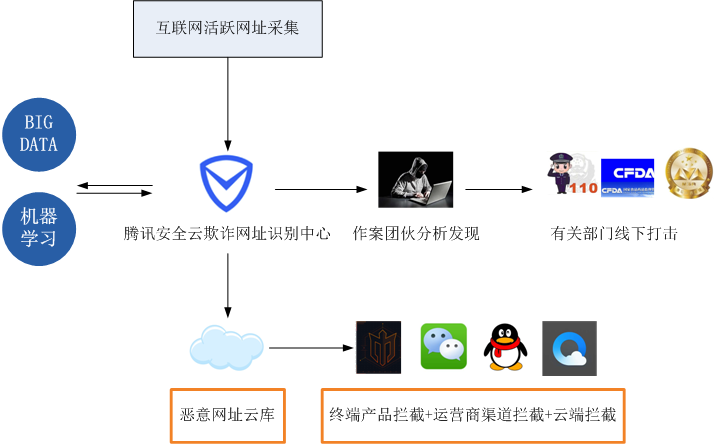 互联网活跃网址采集
BIG
DATA
机器
学习
腾讯安全云欺诈网址识别中心
作案团伙分析发现
110
CFDA
CFDA
有关部门线下打击
恶意网址云库
终端产品拦截+运营商渠道拦截+云端拦截